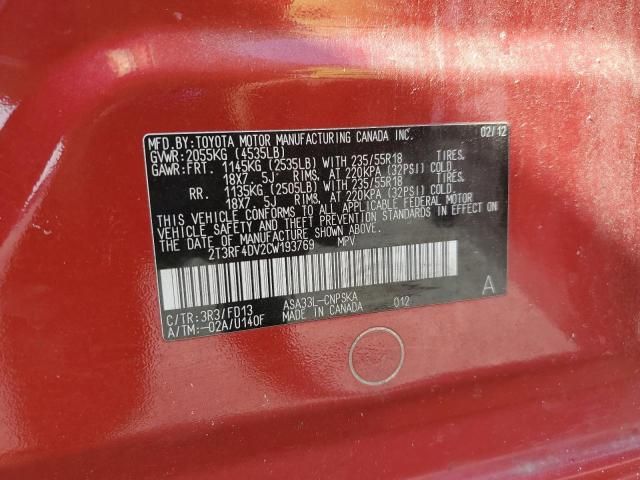 MFD.BY:TOYOTA MOTOR MANUFACTURING CANADA INC. 02/12
GVWR:2055KG (4535LB)
GAWR:FRT. 1145KG (2535LB) WITH 235/55R18 TIRES,
18X7. 5J RIMS, AT 220KPA (32PSI) COLD.
RR. 1135KG (2505LB) WITH 235/55R18 TIRES,
18X7. 5J RIMS, AT 220KPA (32PSI) COLD.
THIS VEHICLE CONFORMS TO ALL APPLICABLE FEDERAL MOTOR
VEHICLE SAFETY AND THEFT PREVENTION STANDARDS IN EFFECT ON
THE DATE OF MANUFACTURE SHOWN ABOVE.
2T3RF4DV2CW193769 MPV
C/TR:3R3/FD13 ASA33L-CNPSKA A
A/TM:-02A/U140F MADE IN CANADA 012